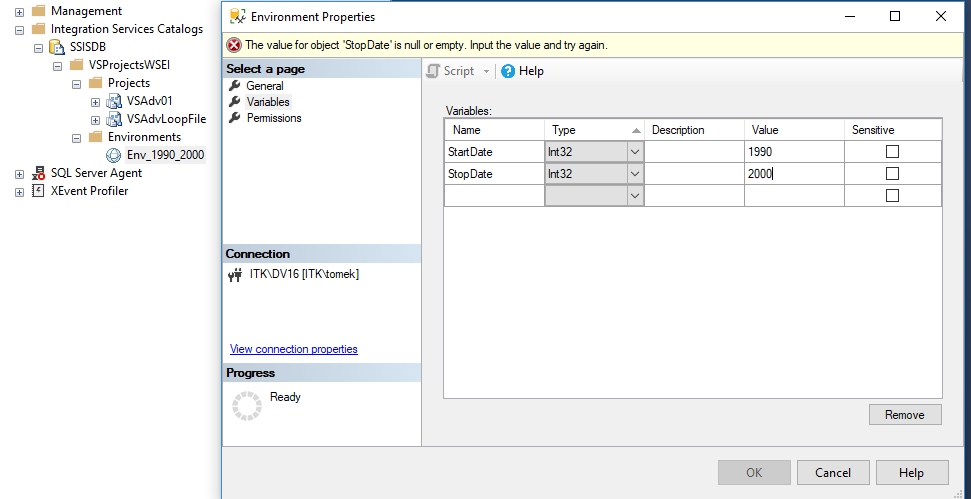 Management
Integration Services Catalogs
SSISDB
VSProjectsWSEI
Projects
VSAdv01
VSAdvLoopFile
Environments
Env_1990_2000
SQL Server Agent
XEvent Profiler
Environment Properties
The value for object 'StopDate' is null or empty. Input the value and try again.
Select a page
General
Variables
Permissions
Connection
ITK\DV16 [ITK\tomek]
View connection properties
Progress
Ready
Script Help
Variables:
Name Type Description Value Sensitive
StartDate Int32 1990
StopDate Int32 2000
Remove
OK Cancel Help